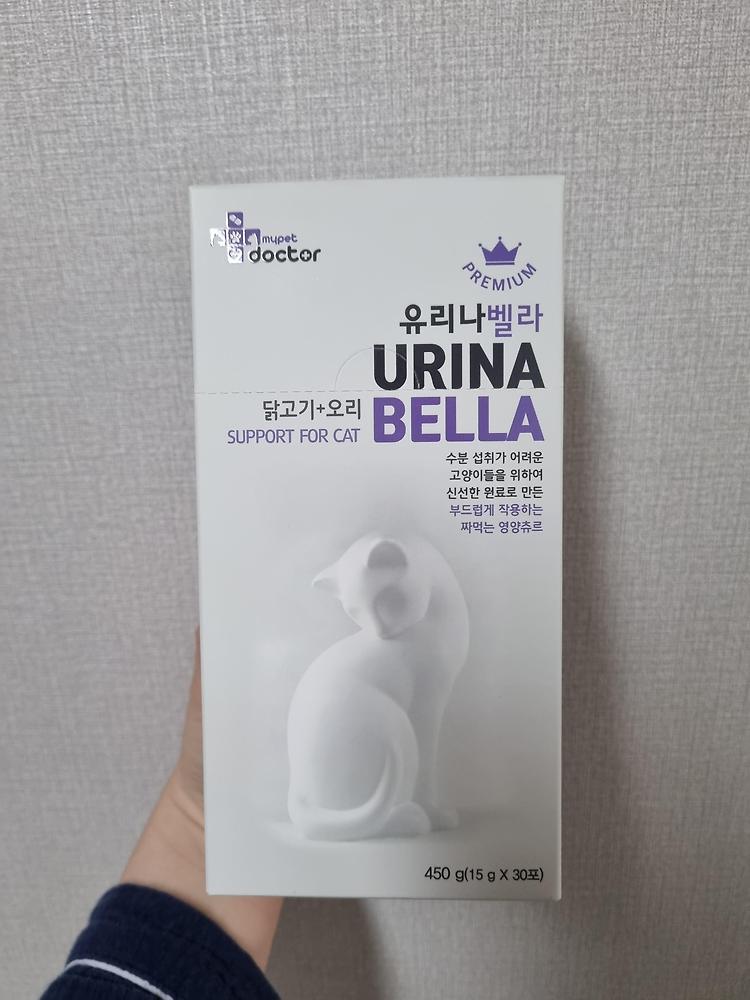 mypet
doctor
PREMIUM
유리나벨라
URINA
닭고기+오리
SUPPORT FOR CAT
BELLA
수분 섭취가 어려운
고양이들을 위하여
신선한 원료로 만든
부드럽게 작용하는
짜먹는 영양츄르
450 g(15 g X 30포)